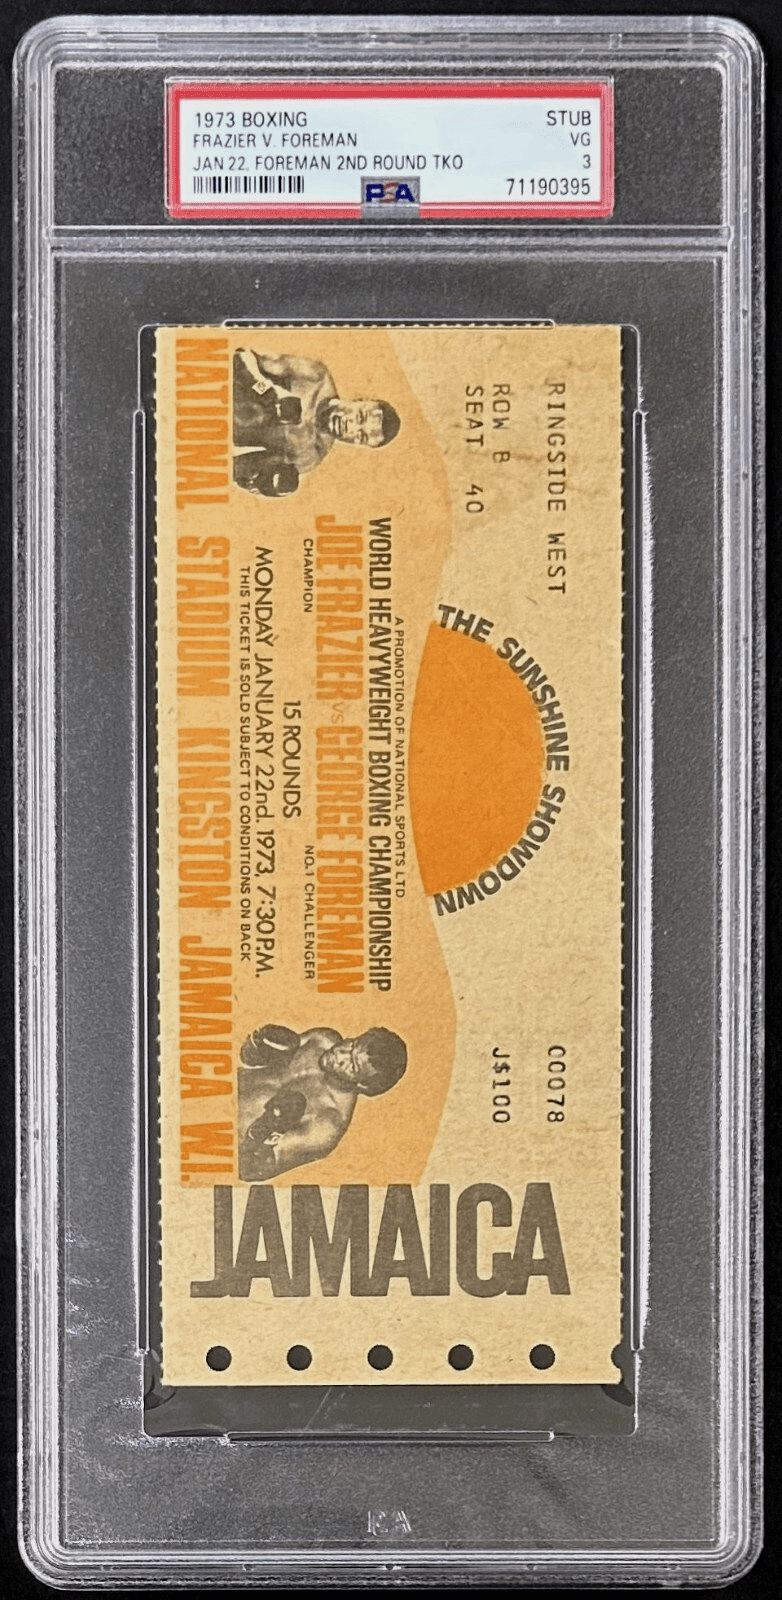 1973 BOXING STUB
FRAZIER V. FOREMAN VG
JAN 22, FOREMAN 2ND ROUND TKO 3
PSA 71190395
RINGSIDE WEST 00078
ROW B J$100
SEAT 40
THE SUNSHINE SHOWDOWN
A PROMOTION OF NATIONAL SPORTS LTD
WORLD HEAVYWEIGHT BOXING CHAMPIONSHIP
JOE FRAZIER VS GEORGE FOREMAN
CHAMPION NO.1 CHALLENGER
15 ROUNDS
MONDAY JANUARY 22nd. 1973, 7:30P.M.
THIS TICKET IS SOLD SUBJECT TO CONDITIONS ON BACK
NATIONAL STADIUM KINGSTON JAMAICA W.I.
JAMAICA
PSA